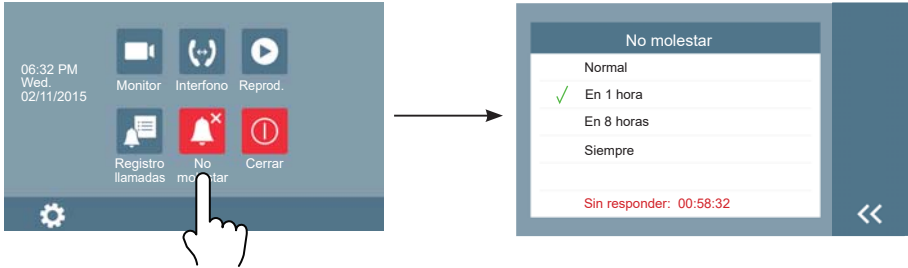 06:32 PM
Wed.
02/11/2015
Monitor
Interfono
Reprod.
Registro
llamadas
No
molestar
Cerrar
No molestar
Normal
En 1 hora
En 8 horas
Siempre
Sin responder: 00:58:32